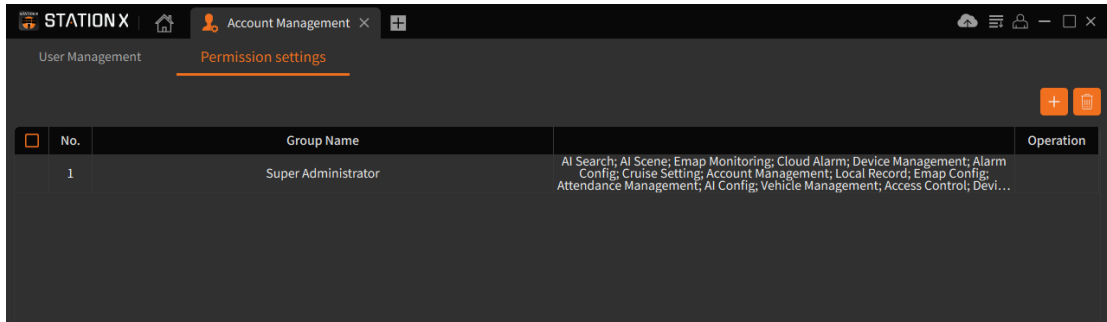 STATION X
Account Management
User Management
Permission settings
No.
Group Name
Operation
1
Super Administrator
AI Search; AI Scene; Emap Monitoring; Cloud Alarm; Device Management; Alarm
Config; Cruise Setting; Account Management; Local Record; Emap Config;
Attendance Management; AI Config; Vehicle Management; Access Control; Devi...